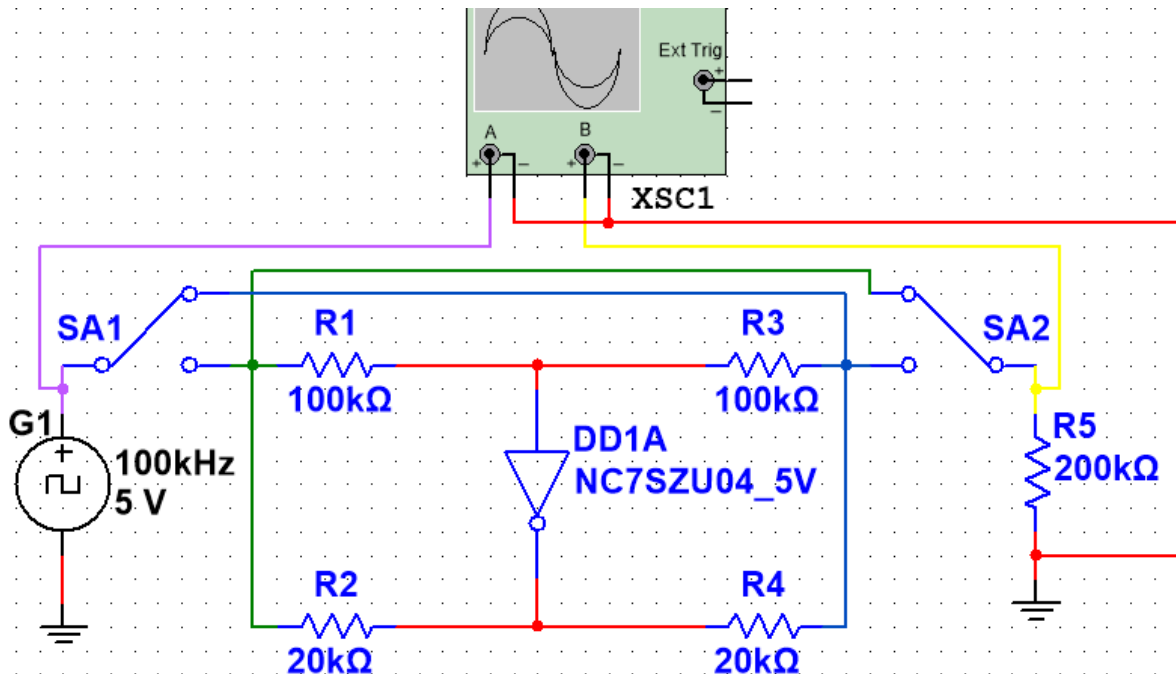 Ext Trig
+
−
A
B
+ − + −
XSC1
SA1
R1
100kΩ
R3
100kΩ
SA2
G1
+
100kHz
5 V
DD1A
NC7SZU04_5V
R5
200kΩ
R2
20kΩ
R4
20kΩ